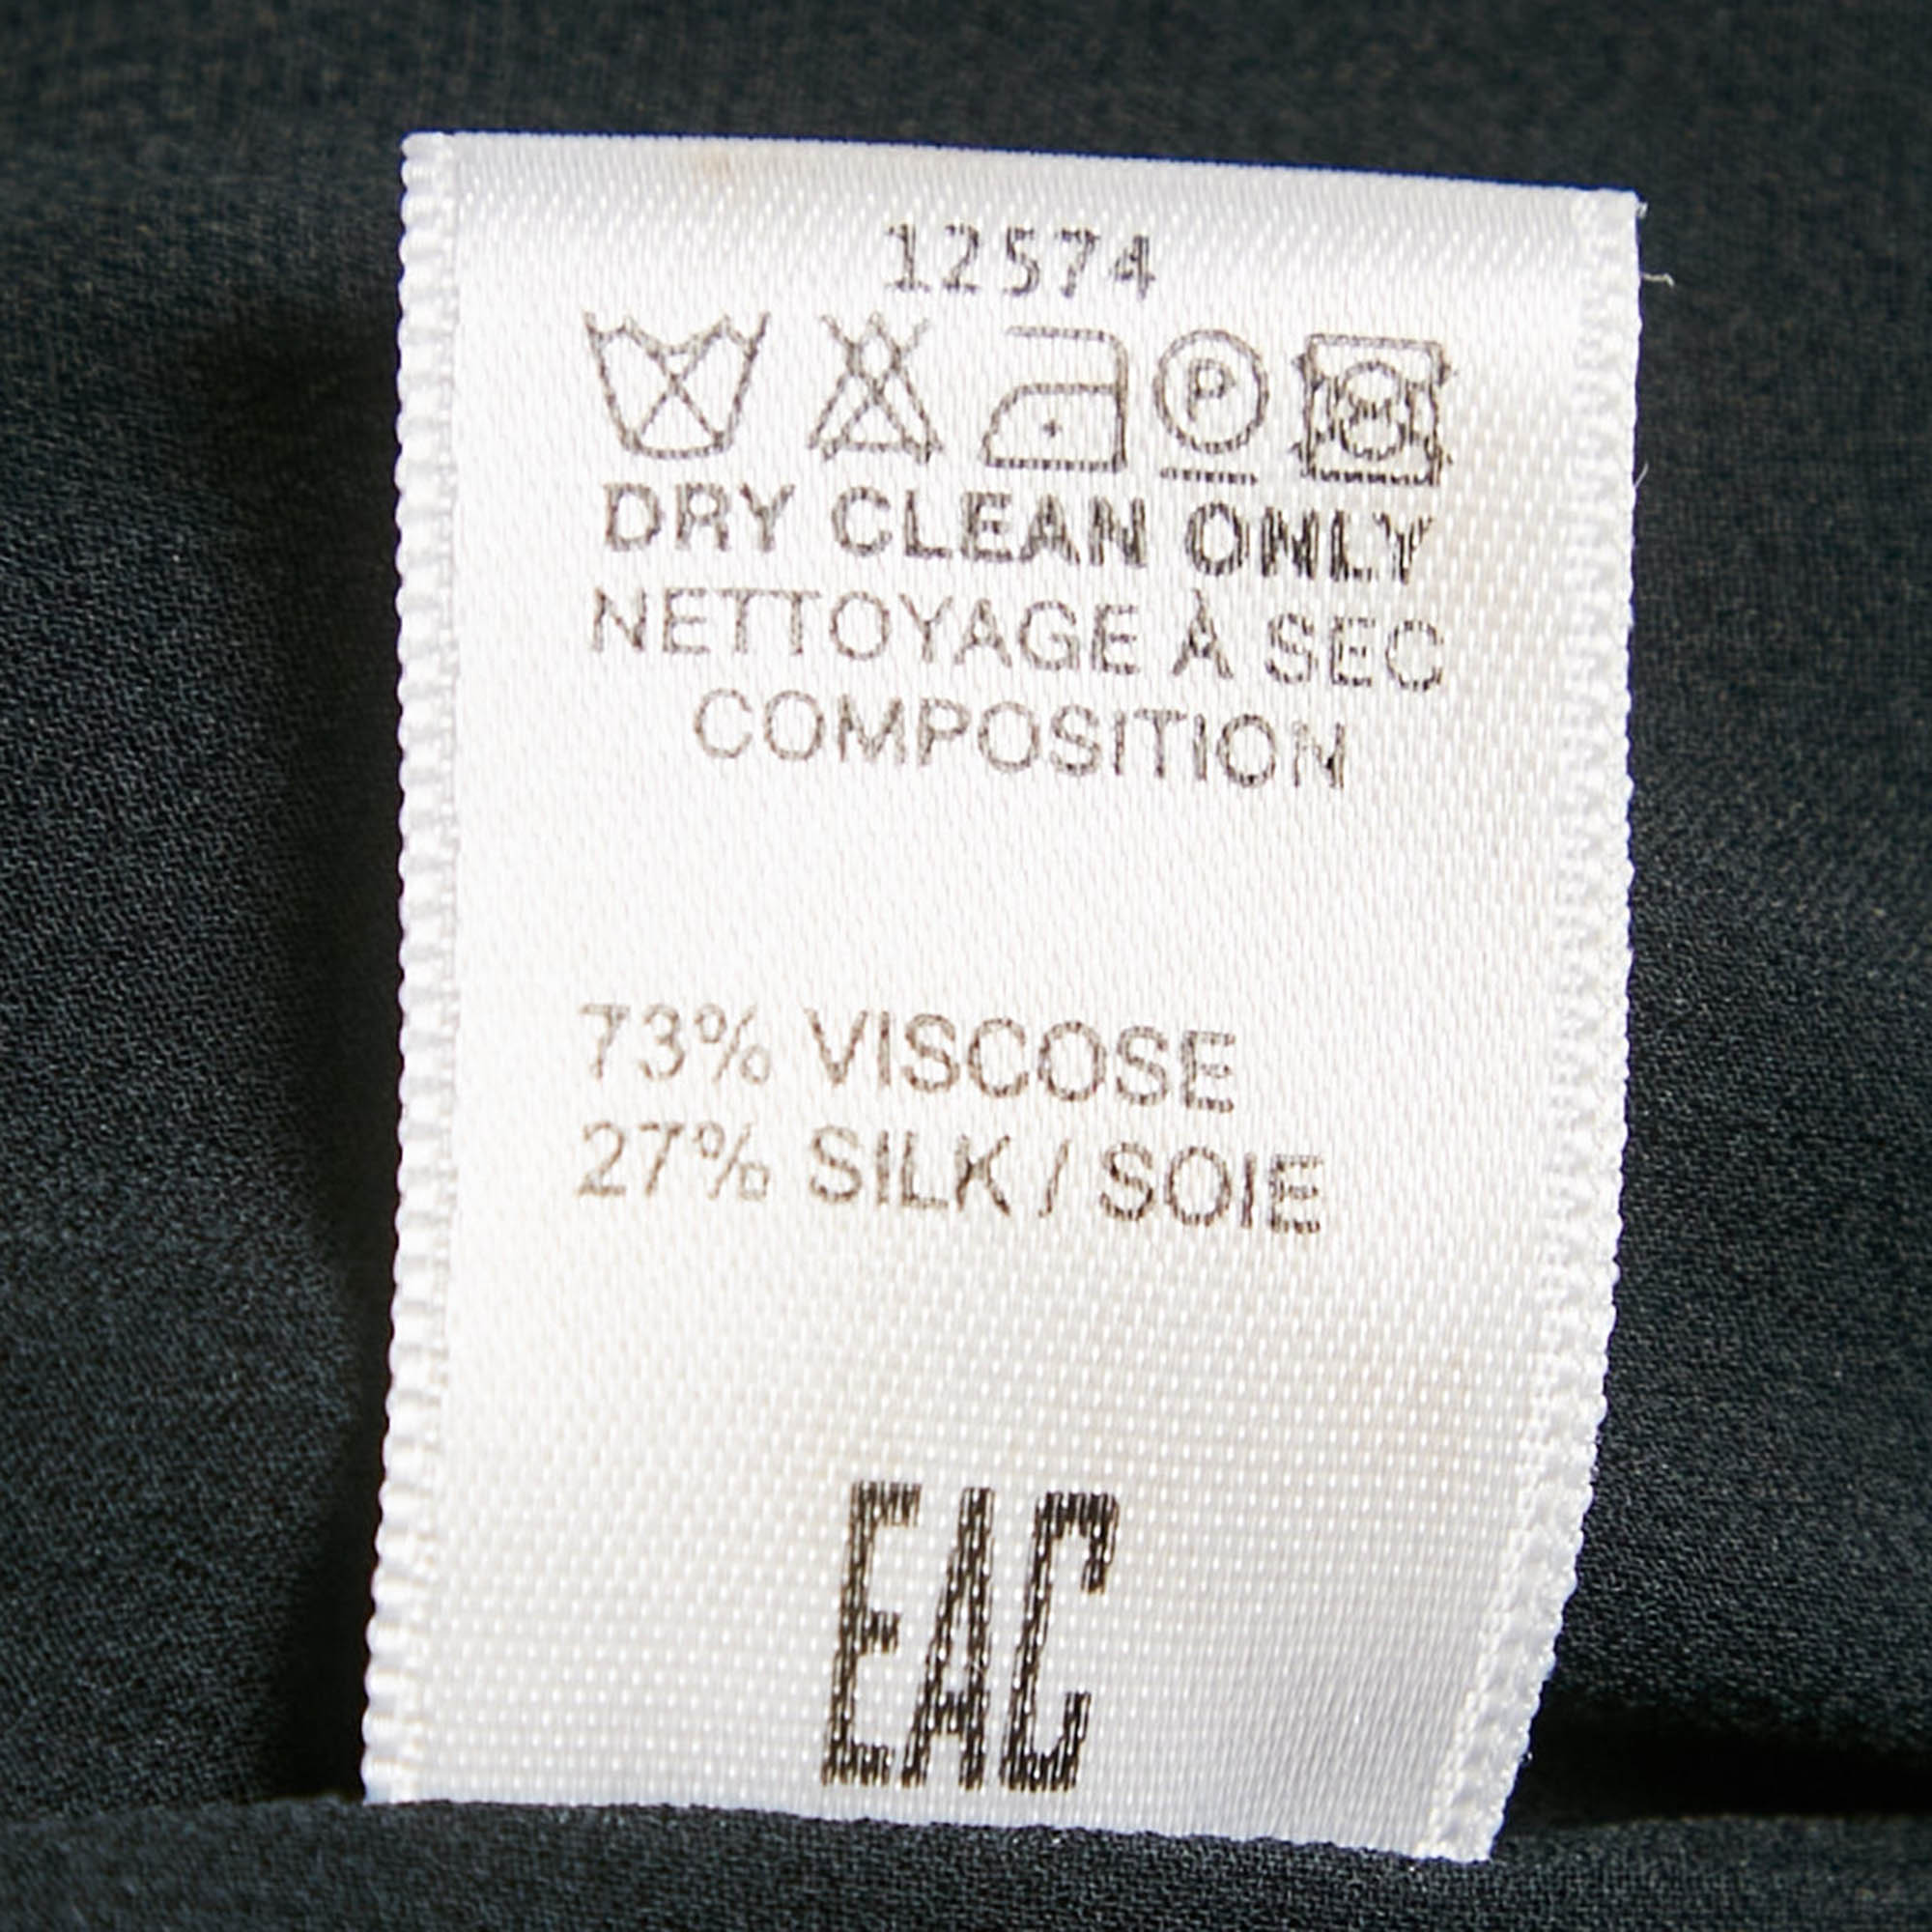 12574
P
DRY CLEAN ONLY
NETTOYAGE À SEC
COMPOSITION
73% VISCOSE
27% SILK / SOIE
EAC